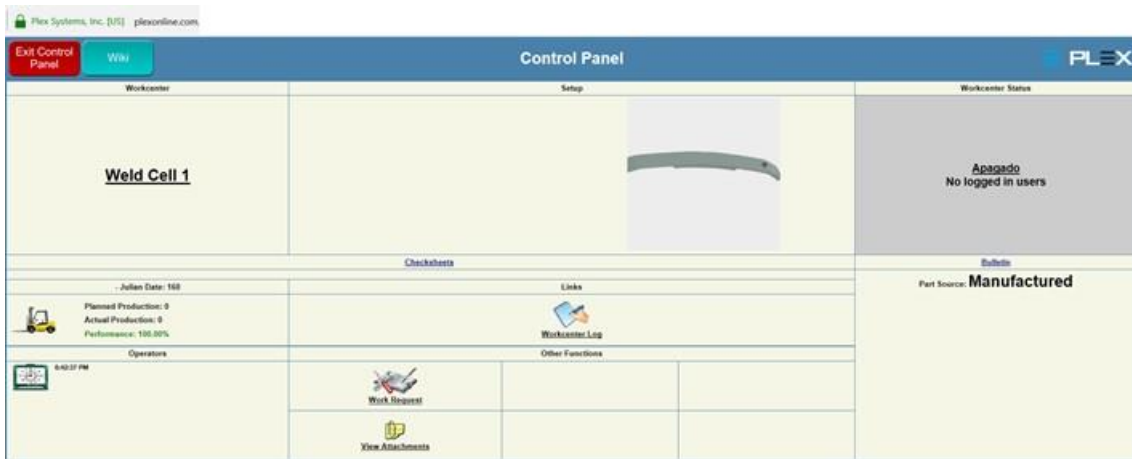 Plex Systems, Inc. [US] plexonline.com
Exit Control
Panel
Wiki
Control Panel
PLEX
Workcenter
Setup
Workcenter Status
Weld Cell 1
Apagado
No logged in users
Checksheets
Bulletin
- Julian Date: 160
Links
Part Source: Manufactured
Planned Production: 0
Actual Production: 0
Performance: 100.00%
Workcenter Log
Operators
Other Functions
6:42:37 PM
Work Request
View Attachments